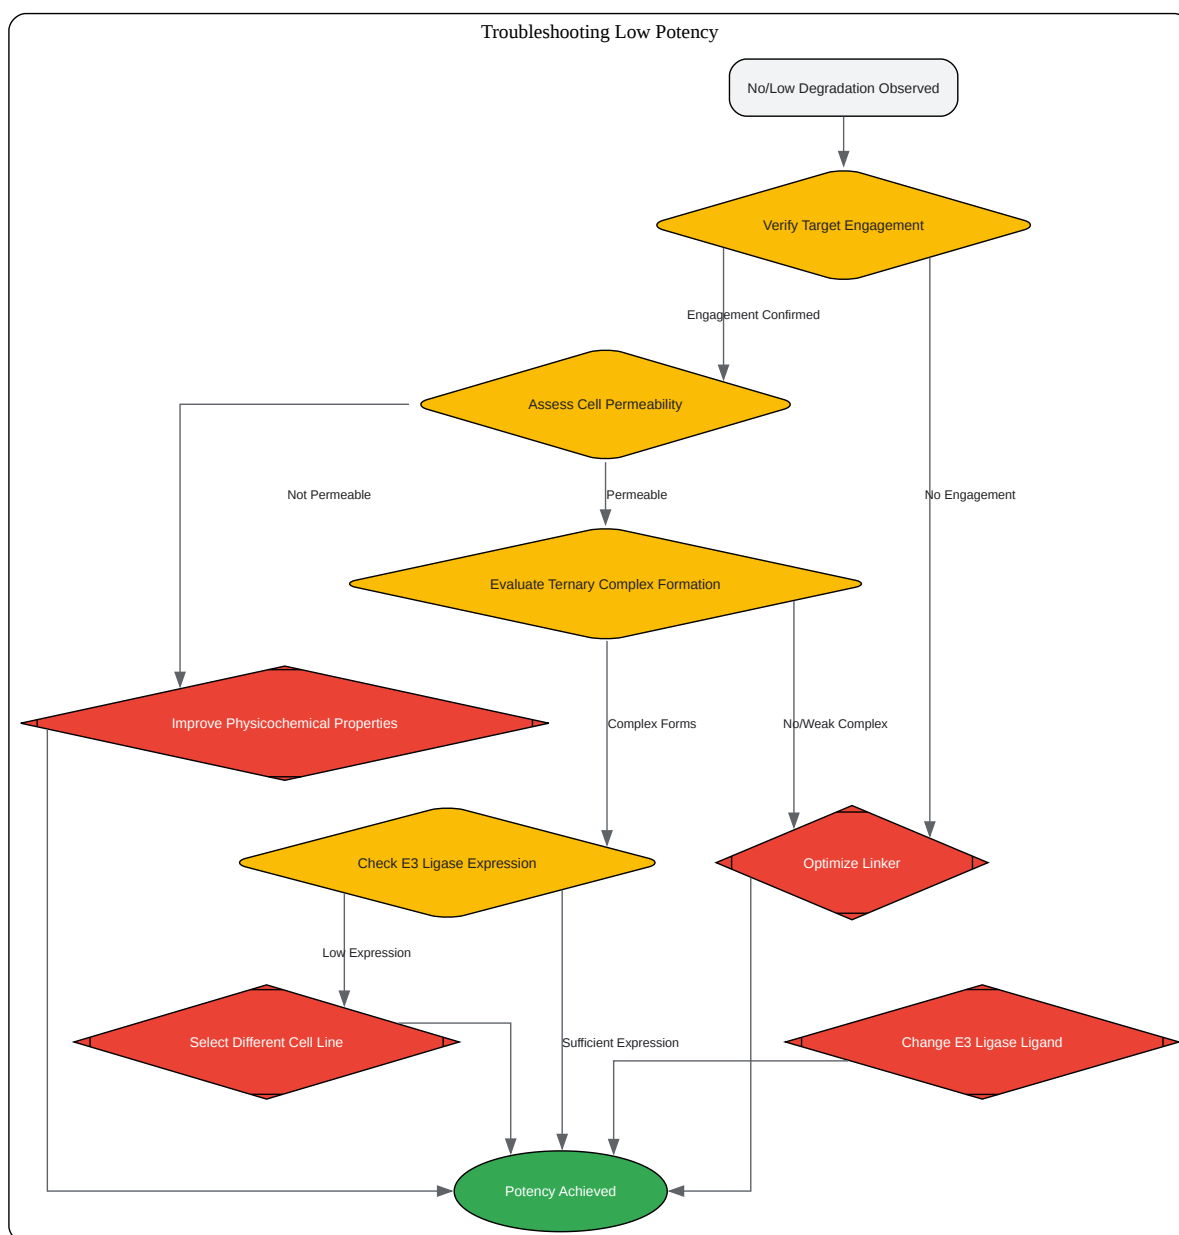 Troubleshooting Low Potency
No/Low Degradation Observed
Verify Target Engagement
Engagement Confirmed
Assess Cell Permeability
Not Permeable
Permeable
No Engagement
Evaluate Ternary Complex Formation
Improve Physicochemical Properties
Complex Forms
No/Weak Complex
Check E3 Ligase Expression
Optimize Linker
Low Expression
Select Different Cell Line
Sufficient Expression
Change E3 Ligase Ligand
Potency Achieved